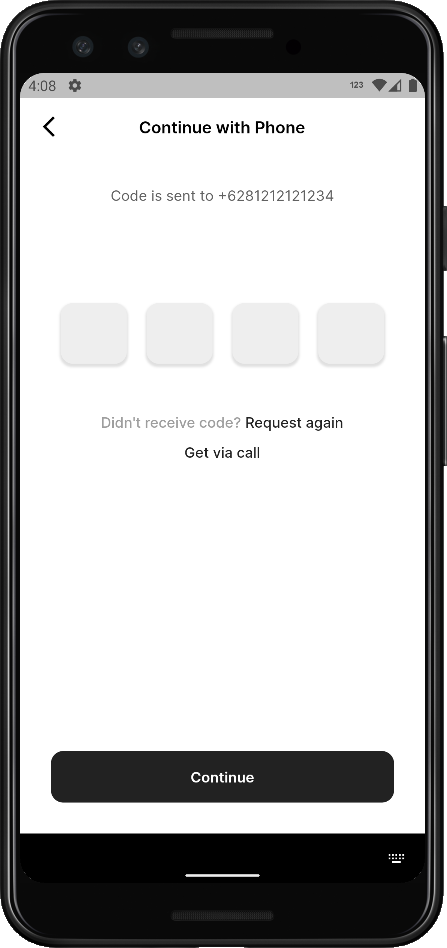 4:08
123
Continue with Phone
Code is sent to +6281212121234
Didn't receive code? Request again
Get via call
Continue